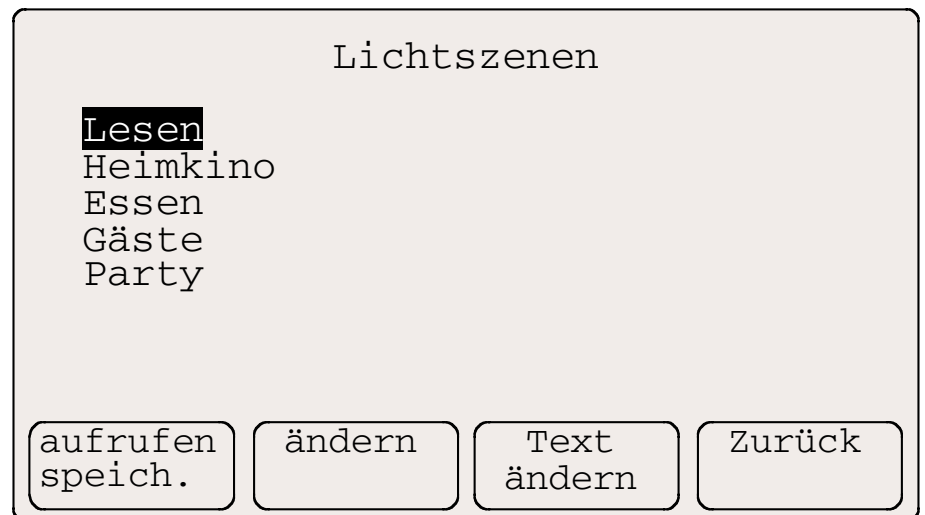 Lichtszenen
Lesen
Heimkino
Essen
Gäste
Party
aufrufen
speich.
ändern
Text
ändern
Zurück